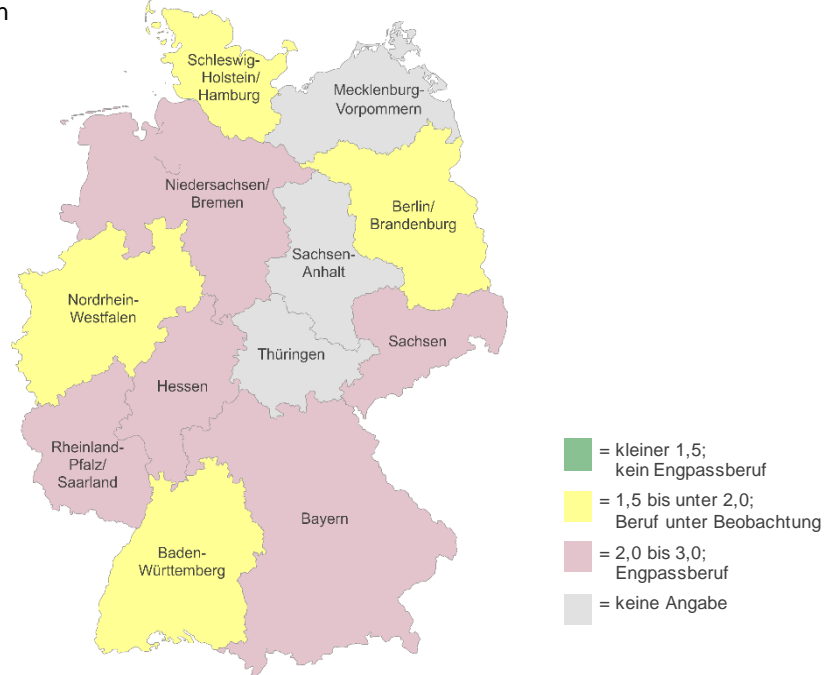 n
Schleswig-
Holstein/
Hamburg
Mecklenburg-
Vorpommern
Niedersachsen/
Bremen
Berlin/
Brandenburg
Sachsen-
Anhalt
Nordrhein-
Westfalen
Sachsen
Thüringen
Hessen
Rheinland-
Pfalz/
Saarland
Bayern
Baden-
Württemberg
= kleiner 1,5;
kein Engpassberuf
= 1,5 bis unter 2,0;
Beruf unter Beobachtung
= 2,0 bis 3,0;
Engpassberuf
= keine Angabe